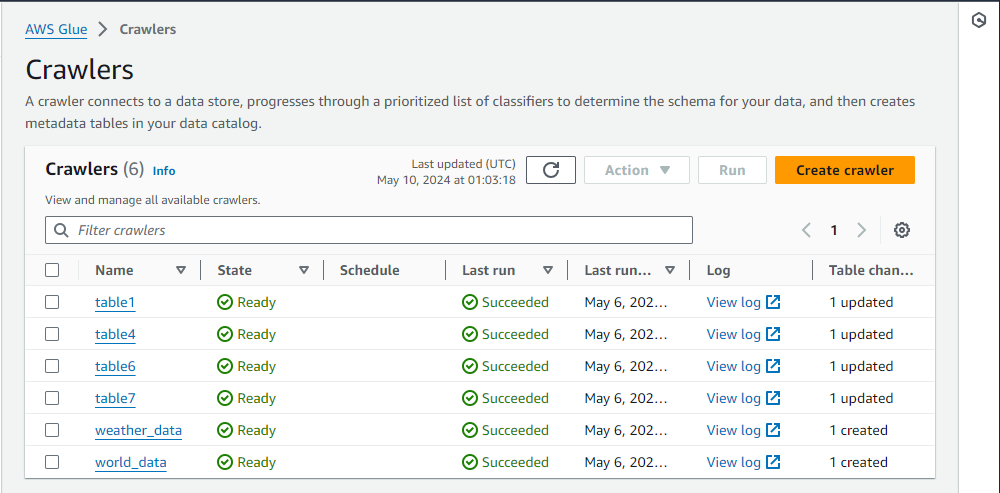 AWS Glue > Crawlers
Crawlers
A crawler connects to a data store, progresses through a prioritized list of classifiers to determine the schema for your data, and then creates
metadata tables in your data catalog.
Crawlers (6) Info
Last updated (UTC)
May 10, 2024 at 01:03:18
Action
Run
Create crawler
View and manage all available crawlers.
Filter crawlers
1
Name State Schedule Last run Last run... Log Table chan...
table1 Ready Succeeded May 6, 202... View log 1 updated
table4 Ready Succeeded May 6, 202... View log 1 updated
table6 Ready Succeeded May 6, 202... View log 1 updated
table7 Ready Succeeded May 6, 202... View log 1 updated
weather_data Ready Succeeded May 6, 202... View log 1 created
world_data Ready Succeeded May 6, 202... View log 1 created